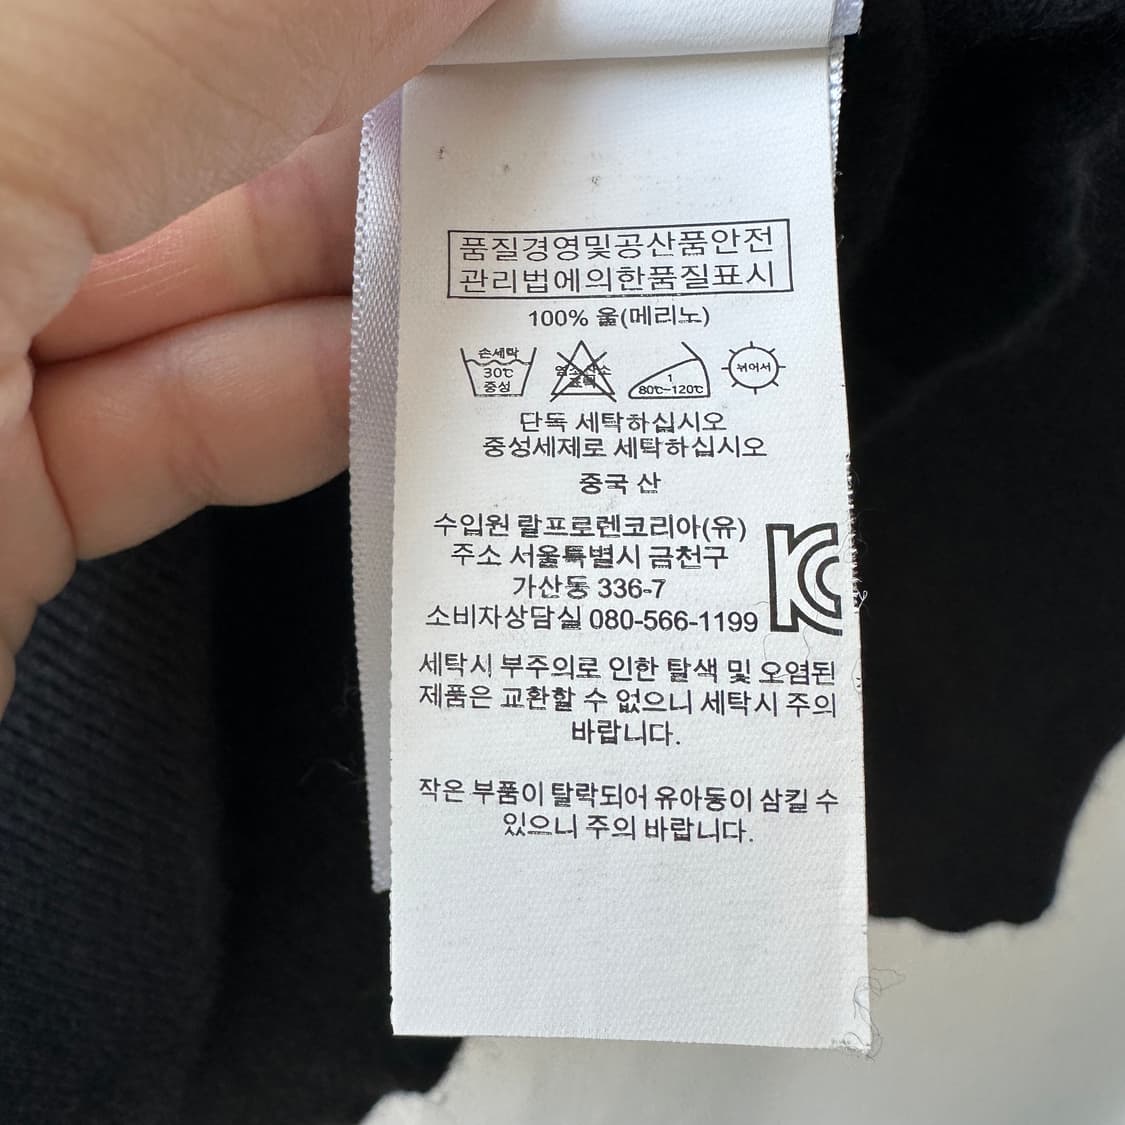 품질경영및공산품안전
관리법에의한품질표시
100% 울(메리노)
손세탁
30℃
중성
염소,산소
표백
1
80℃~120℃
뉘어서
단독 세탁하십시오
중성세제로 세탁하십시오
중국 산
수입원 랄프로렌코리아(유)
주소 서울특별시 금천구
가산동 336-7
소비자상담실 080-566-1199
KC
세탁시 부주의로 인한 탈색 및 오염된
제품은 교환할 수 없으니 세탁시 주의
바랍니다.
작은 부품이 탈락되어 유아동이 삼킬 수
있으니 주의 바랍니다.